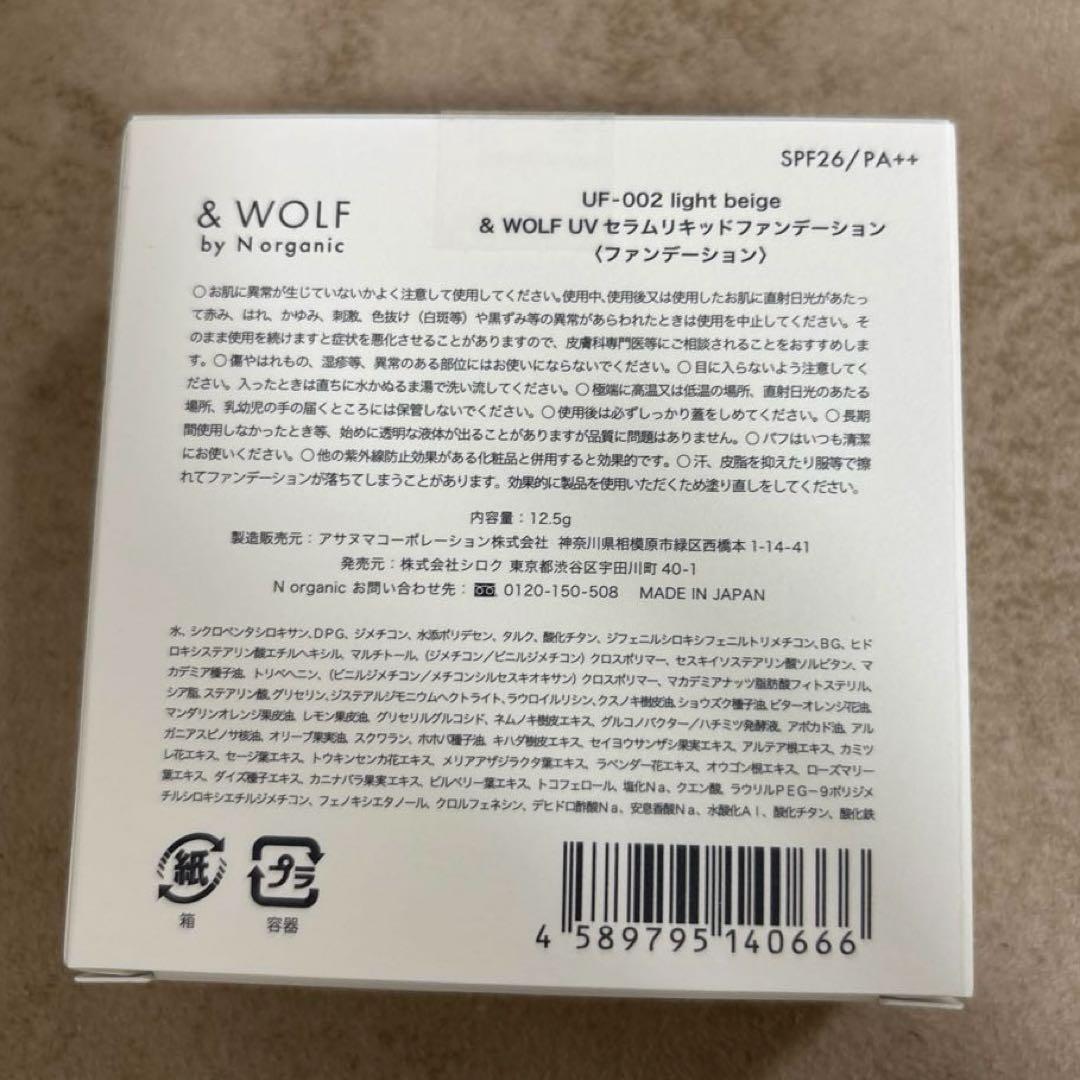 SPF26/PA++
& WOLF
by N organic
UF-002 light beige
& WOLF UV セラムリキッドファンデーション
〈ファンデーション〉
○お肌に異常が生じていないかよく注意して使用してください。使用中、使用後又は使用したお肌に直射日光があたっ
て赤み、はれ、かゆみ、刺激、色抜け（白斑等）や黒ずみ等の異常があらわれたときは使用を中止してください。そ
のまま使用を続けますと症状を悪化させることがありますので、皮膚科専門医等にご相談されることをおすすめしま
す。○傷やはれもの、湿疹等、異常のある部位にはお使いにならないでください。○目に入らないよう注意してく
ださい。入ったときは直ちに水かぬるま湯で洗い流してください。○極端に高温又は低温の場所、直射日光のあたる
場所、乳幼児の手の届くところには保管しないでください。○使用後は必ずしっかり蓋をしめてください。○長期
間使用しなかったとき等、始めに透明な液体が出ることがありますが品質に問題はありません。○パフはいつも清潔
にお使いください。○他の紫外線防止効果がある化粧品と併用すると効果的です。○汗、皮脂を抑えたり服等で擦
れてファンデーションが落ちてしまうことがあります。効果的に製品を使用いただくため塗り直しをしてください。
内容量：12.5g
製造販売元：アサヌマコーポレーション株式会社 神奈川県相模原市緑区西橋本1-14-41
発売元：株式会社シロク 東京都渋谷区宇田川町40-1
N organic お問い合わせ先： 0120-150-508 MADE IN JAPAN
水、シクロペンタシロキサン、DPG、ジメチコン、水添ポリデセン、タルク、酸化チタン、ジフェニルシロキシフェニルトリメチコン、BG、ヒド
ロキシステアリン酸エチルヘキシル、マルチトール、（ジメチコン／ビニルジメチコン）クロスポリマー、セスキイソステアリン酸ソルビタン、マ
カデミア種子油、トリベヘニン、（ビニルジメチコン／メチコンシルセスキオキサン）クロスポリマー、マカデミアナッツ脂肪酸フィトステリル、
シア脂、ステアリン酸、グリセリン、ジステアルジモニウムヘクトライト、ラウロイルリシン、クスノキ樹皮油、ショウズク種子油、ビターオレンジ花油、
マンダリンオレンジ果皮油、レモン果皮油、グリセリルグルコシド、ネムノキ樹皮エキス、グルコノバクター／ハチミツ発酵液、アボカド油、アル
ガニアスピノサ核油、オリーブ果実油、スクワラン、ホホバ種子油、キハダ樹皮エキス、セイヨウサンザシ果実エキス、アルテア根エキス、カミツ
レ花エキス、セージ葉エキス、トウキンセンカ花エキス、メリアアザジラクタ葉エキス、ラベンダー花エキス、オウゴン根エキス、ローズマリー
葉エキス、ダイズ種子エキス、カニナバラ果実エキス、ビルベリー葉エキス、トコフェロール、塩化Na、クエン酸、ラウリルPEG－9ポリジメ
チルシロキシエチルジメチコン、フェノキシエタノール、クロルフェネシン、デヒドロ酢酸Na、安息香酸Na、水酸化Al、酸化チタン、酸化鉄
紙
箱
プラ
容器
4 589795 140666